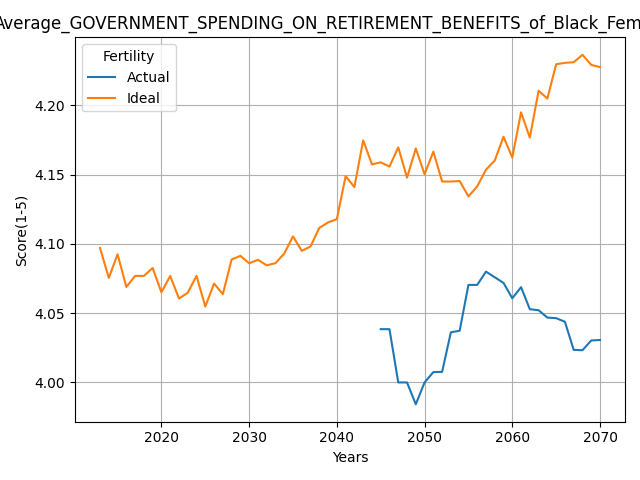 Average_GOVERNMENT_SPENDING_ON_RETIREMENT_BENEFITS_of_Black_Fem
Fertility
Actual
Ideal
4.20
4.15
4.10
4.05
4.00
Score(1-5)
2020 2030 2040 2050 2060 2070
Years